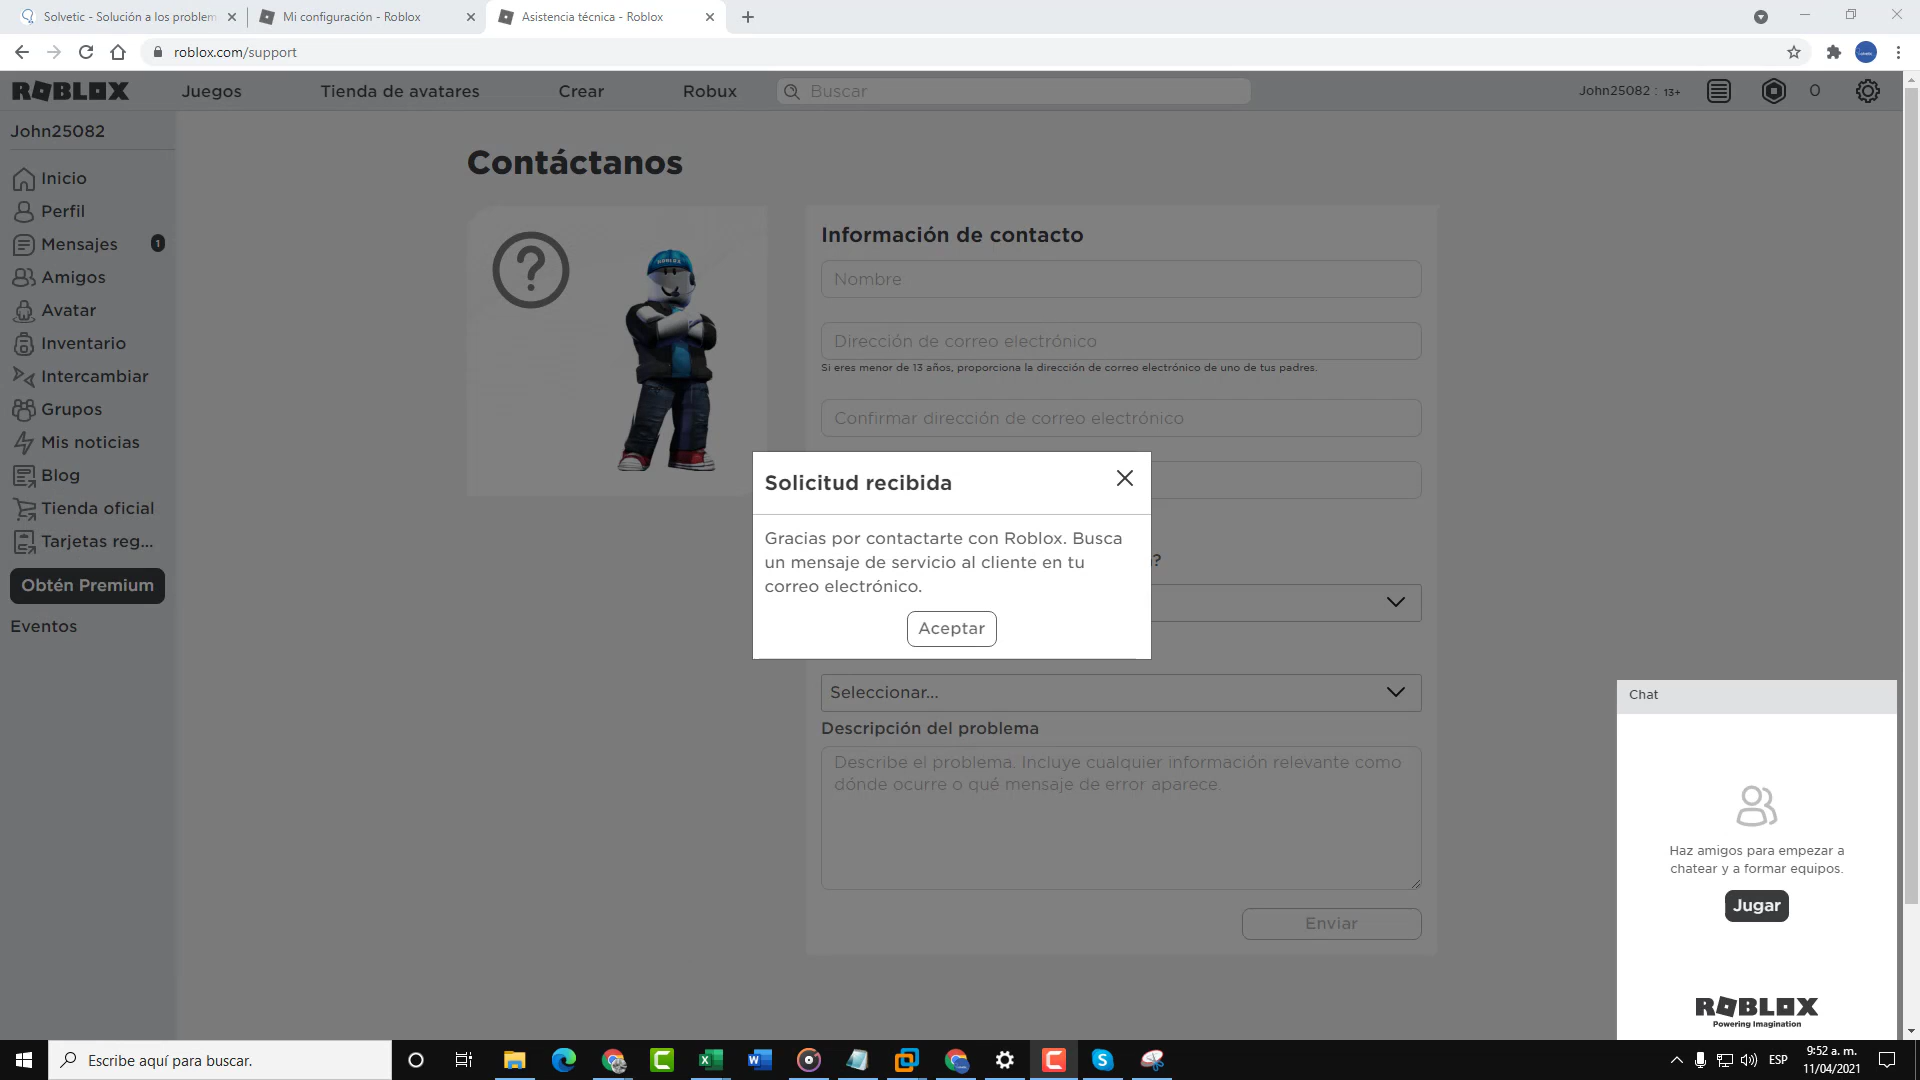 Solvetic - Solución a los problem
Mi configuración - Roblox
Asistencia técnica - Roblox
roblox.com/support
ROBLOX
Juegos
Tienda de avatares
Crear
Robux
Buscar
John25082 : 13+
0
John25082
Inicio
Perfil
Mensajes
1
Amigos
Avatar
Inventario
Intercambiar
Grupos
Mis noticias
Blog
Tienda oficial
Tarjetas reg...
Obtén Premium
Eventos
Contáctanos
ROBLOX
Información de contacto
Nombre
Dirección de correo electrónico
Si eres menor de 13 años, proporciona la dirección de correo electrónico de uno de tus padres.
Confirmar dirección de correo electrónico
?
Solicitud recibida
Gracias por contactarte con Roblox. Busca
un mensaje de servicio al cliente en tu
correo electrónico.
Aceptar
Seleccionar...
Descripción del problema
Describe el problema. Incluye cualquier información relevante como
dónde ocurre o qué mensaje de error aparece.
Enviar
Chat
Haz amigos para empezar a
chatear y a formar equipos.
Jugar
ROBLOX
Powering Imagination
Escribe aquí para buscar.
ESP
9:52 a. m.
11/04/2021